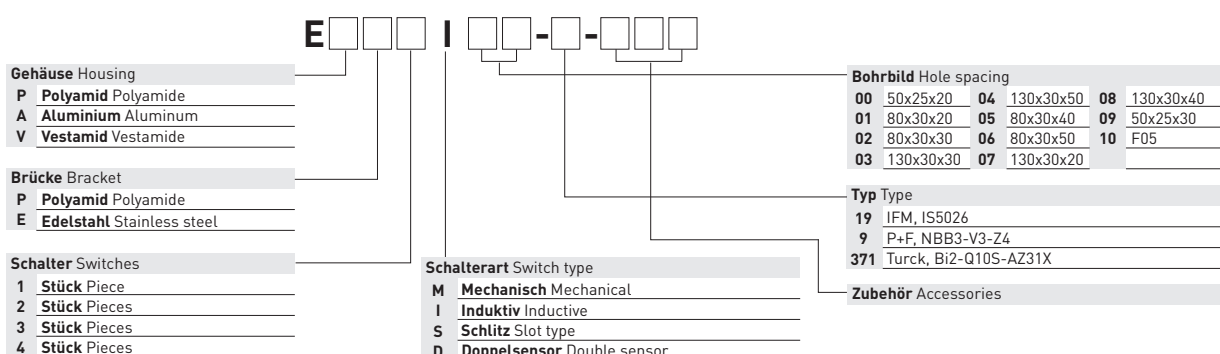 E I - -
Gehäuse Housing
P Polyamid Polyamide
A Aluminium Aluminum
V Vestamid Vestamide
Brücke Bracket
P Polyamid Polyamide
E Edelstahl Stainless steel
Schalter Switches
1 Stück Piece
2 Stück Pieces
3 Stück Pieces
4 Stück Pieces
Schalterart Switch type
M Mechanisch Mechanical
I Induktiv Inductive
S Schlitz Slot type
D Doppelsensor Double sensor
Bohrbild Hole spacing
00 50x25x20 04 130x30x50 08 130x30x40
01 80x30x20 05 80x30x40 09 50x25x30
02 80x30x30 06 80x30x50 10 F05
03 130x30x30 07 130x30x20
Typ Type
19 IFM, IS5026
9 P+F, NBB3-V3-Z4
371 Turck, Bi2-Q10S-AZ31X
Zubehör Accessories